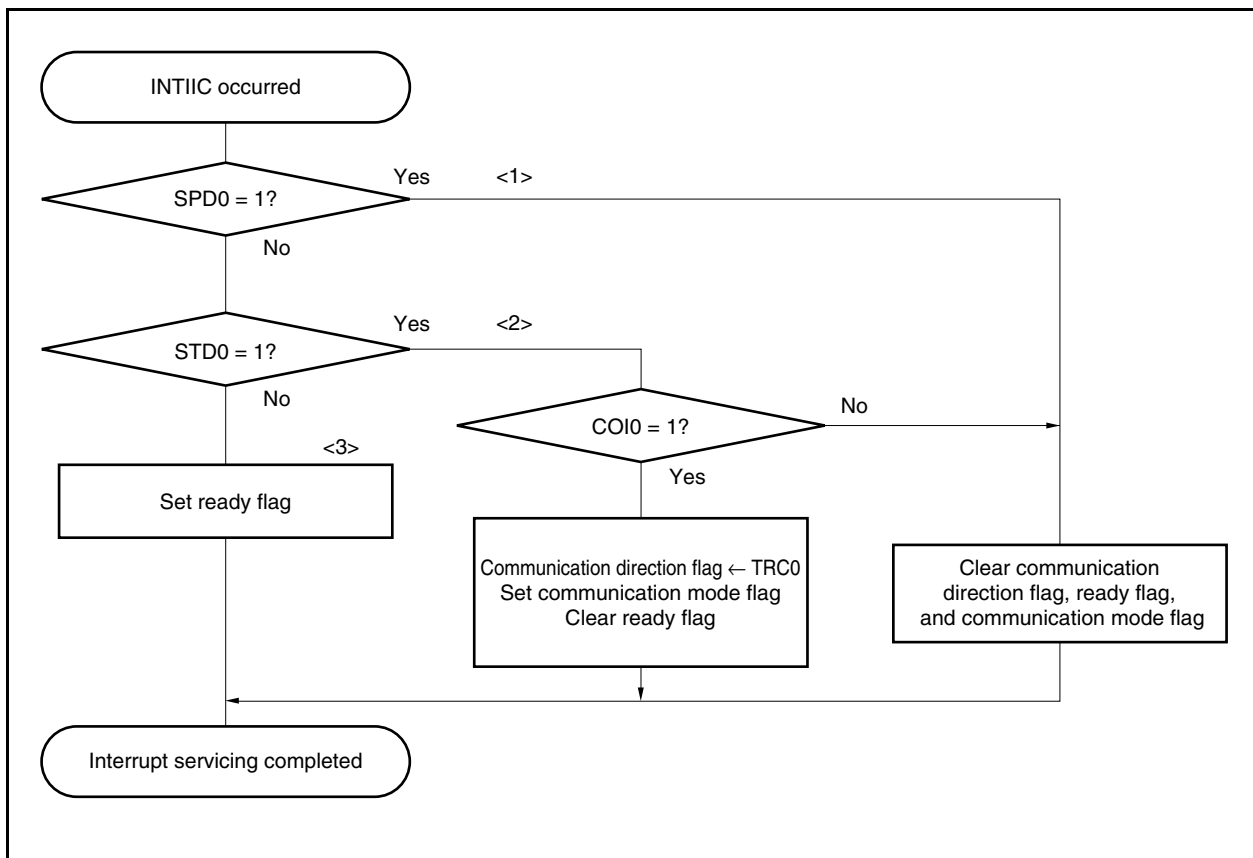 INTIIC occurred
Yes
<1>
SPD0 = 1?
No
Yes
<2>
STD0 = 1?
No
No
COI0 = 1?
<3>
Yes
Set ready flag
Communication direction flag ← TRC0
Set communication mode flag
Clear ready flag
Clear communication
direction flag, ready flag,
and communication mode flag
Interrupt servicing completed